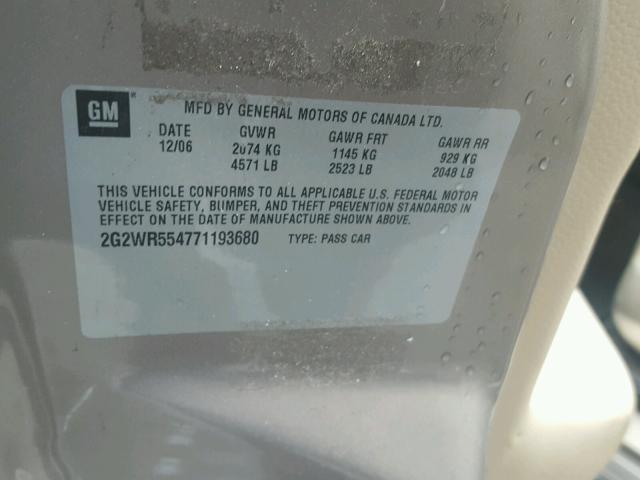 GM
MFD BY GENERAL MOTORS OF CANADA LTD.
DATE GVWR GAWR FRT GAWR RR
12/06 2074 KG 1145 KG 929 KG
4571 LB 2523 LB 2048 LB
THIS VEHICLE CONFORMS TO ALL APPLICABLE U.S. FEDERAL MOTOR
VEHICLE SAFETY, BUMPER, AND THEFT PREVENTION STANDARDS IN
EFFECT ON THE DATE OF MANUFACTURE SHOWN ABOVE.
2G2WR554771193680 TYPE: PASS CAR